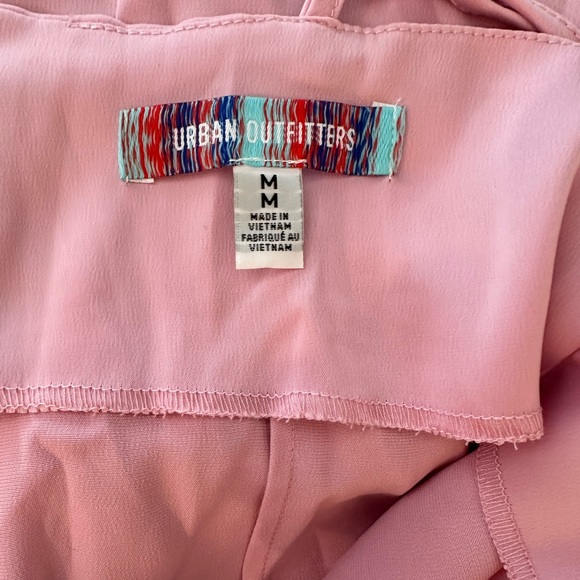 URBAN OUTFITTERS
M
M
MADE IN
VIETNAM
FABRIQUÉ AU
VIETNAM